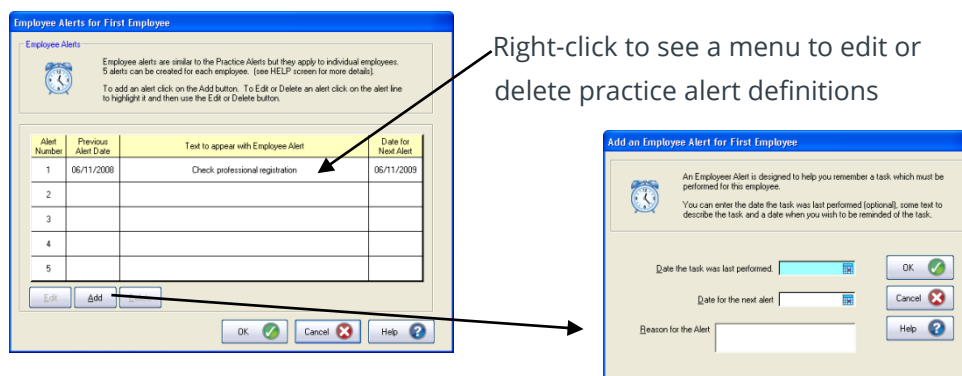 Employee Alerts for First Employee
Employee Alerts
Employee alerts are similar to the Practice Alerts but they apply to individual employees.
5 alerts can be created for each employee. (see HELP screen for more details).
To add an alert click on the Add button. To Edit or Delete an alert click on the alert line
to highlight it and then use the Edit or Delete button.
Alert Number Previous Alert Date Text to appear with Employee Alert Date for Next Alert
1 06/11/2008 Check professional registration 06/11/2009
2
3
4
5
Edit Add
OK Cancel Help
Right-click to see a menu to edit or
delete practice alert definitions
Add an Employee Alert for First Employee
An Employeer Alert is designed to help you remember a task which must be
performed for this employee.
You can enter the date the task was last performed (optional), some text to
describe the task and a date when you wish to be reminded of the task.
Date the task was last performed. OK
Date for the next alert Cancel
Reason for the Alert Help